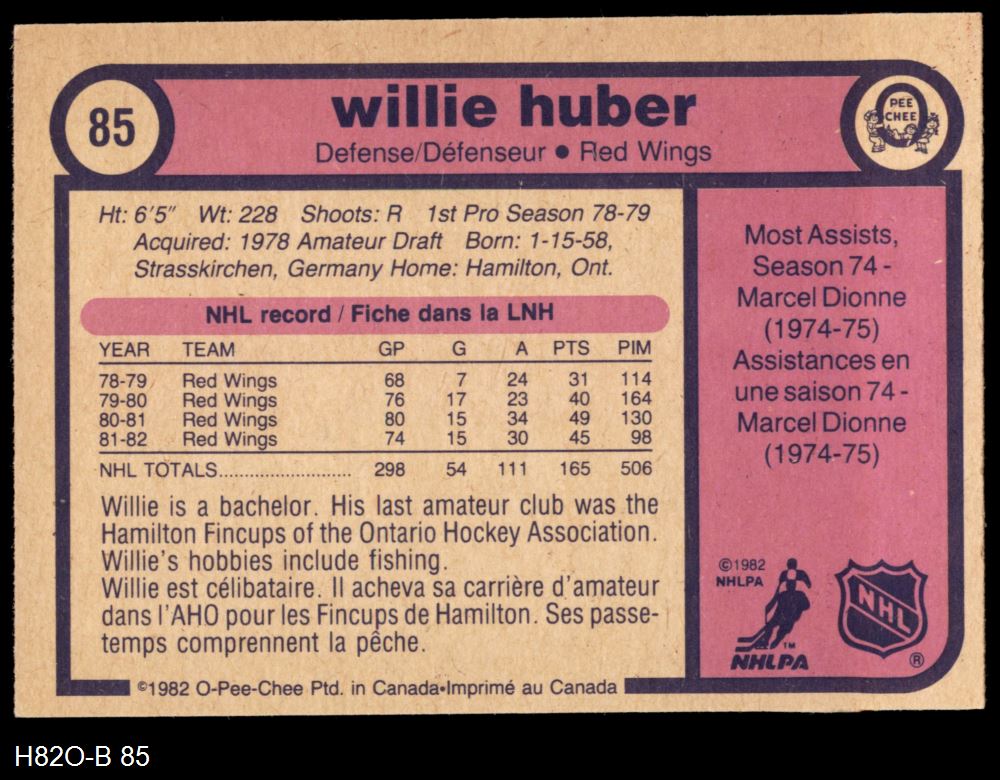 85
willie huber
Defense/Défenseur ● Red Wings
O
PEE
CHEE
Ht: 6'5" Wt: 228 Shoots: R 1st Pro Season 78-79
Acquired: 1978 Amateur Draft Born: 1-15-58,
Strasskirchen, Germany Home: Hamilton, Ont.
NHL record / Fiche dans la LNH
YEAR TEAM GP G A PTS PIM
78-79 Red Wings 68 7 24 31 114
79-80 Red Wings 76 17 23 40 164
80-81 Red Wings 80 15 34 49 130
81-82 Red Wings 74 15 30 45 98
NHL TOTALS.................... 298 54 111 165 506
Willie is a bachelor. His last amateur club was the
Hamilton Fincups of the Ontario Hockey Association.
Willie's hobbies include fishing.
Willie est célibataire. Il acheva sa carrière d'amateur
dans l'AHO pour les Fincups de Hamilton. Ses passe-
temps comprennent la pêche.
Most Assists,
Season 74 -
Marcel Dionne
(1974-75)
Assistances en
une saison 74 -
Marcel Dionne
(1974-75)
©1982
NHLPA
TM
NHLPA
NHL
®
©1982 O-Pee-Chee Ptd. in Canada•Imprimé au Canada
H82O-B 85